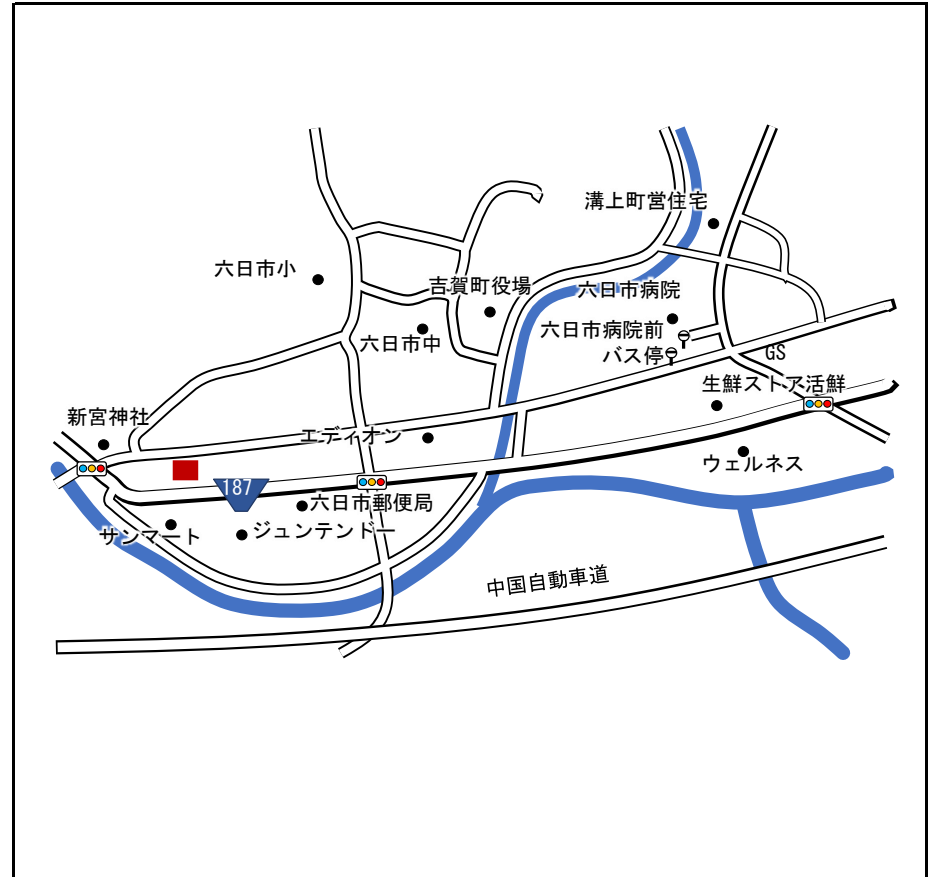 溝上町営住宅
六日市小
吉賀町役場
六日市病院
六日市病院前
バス停
六日市中
GS
生鮮ストア活鮮
新宮神社
エディオン
ウェルネス
187
六日市郵便局
サンマート
ジュンテンドー
中国自動車道